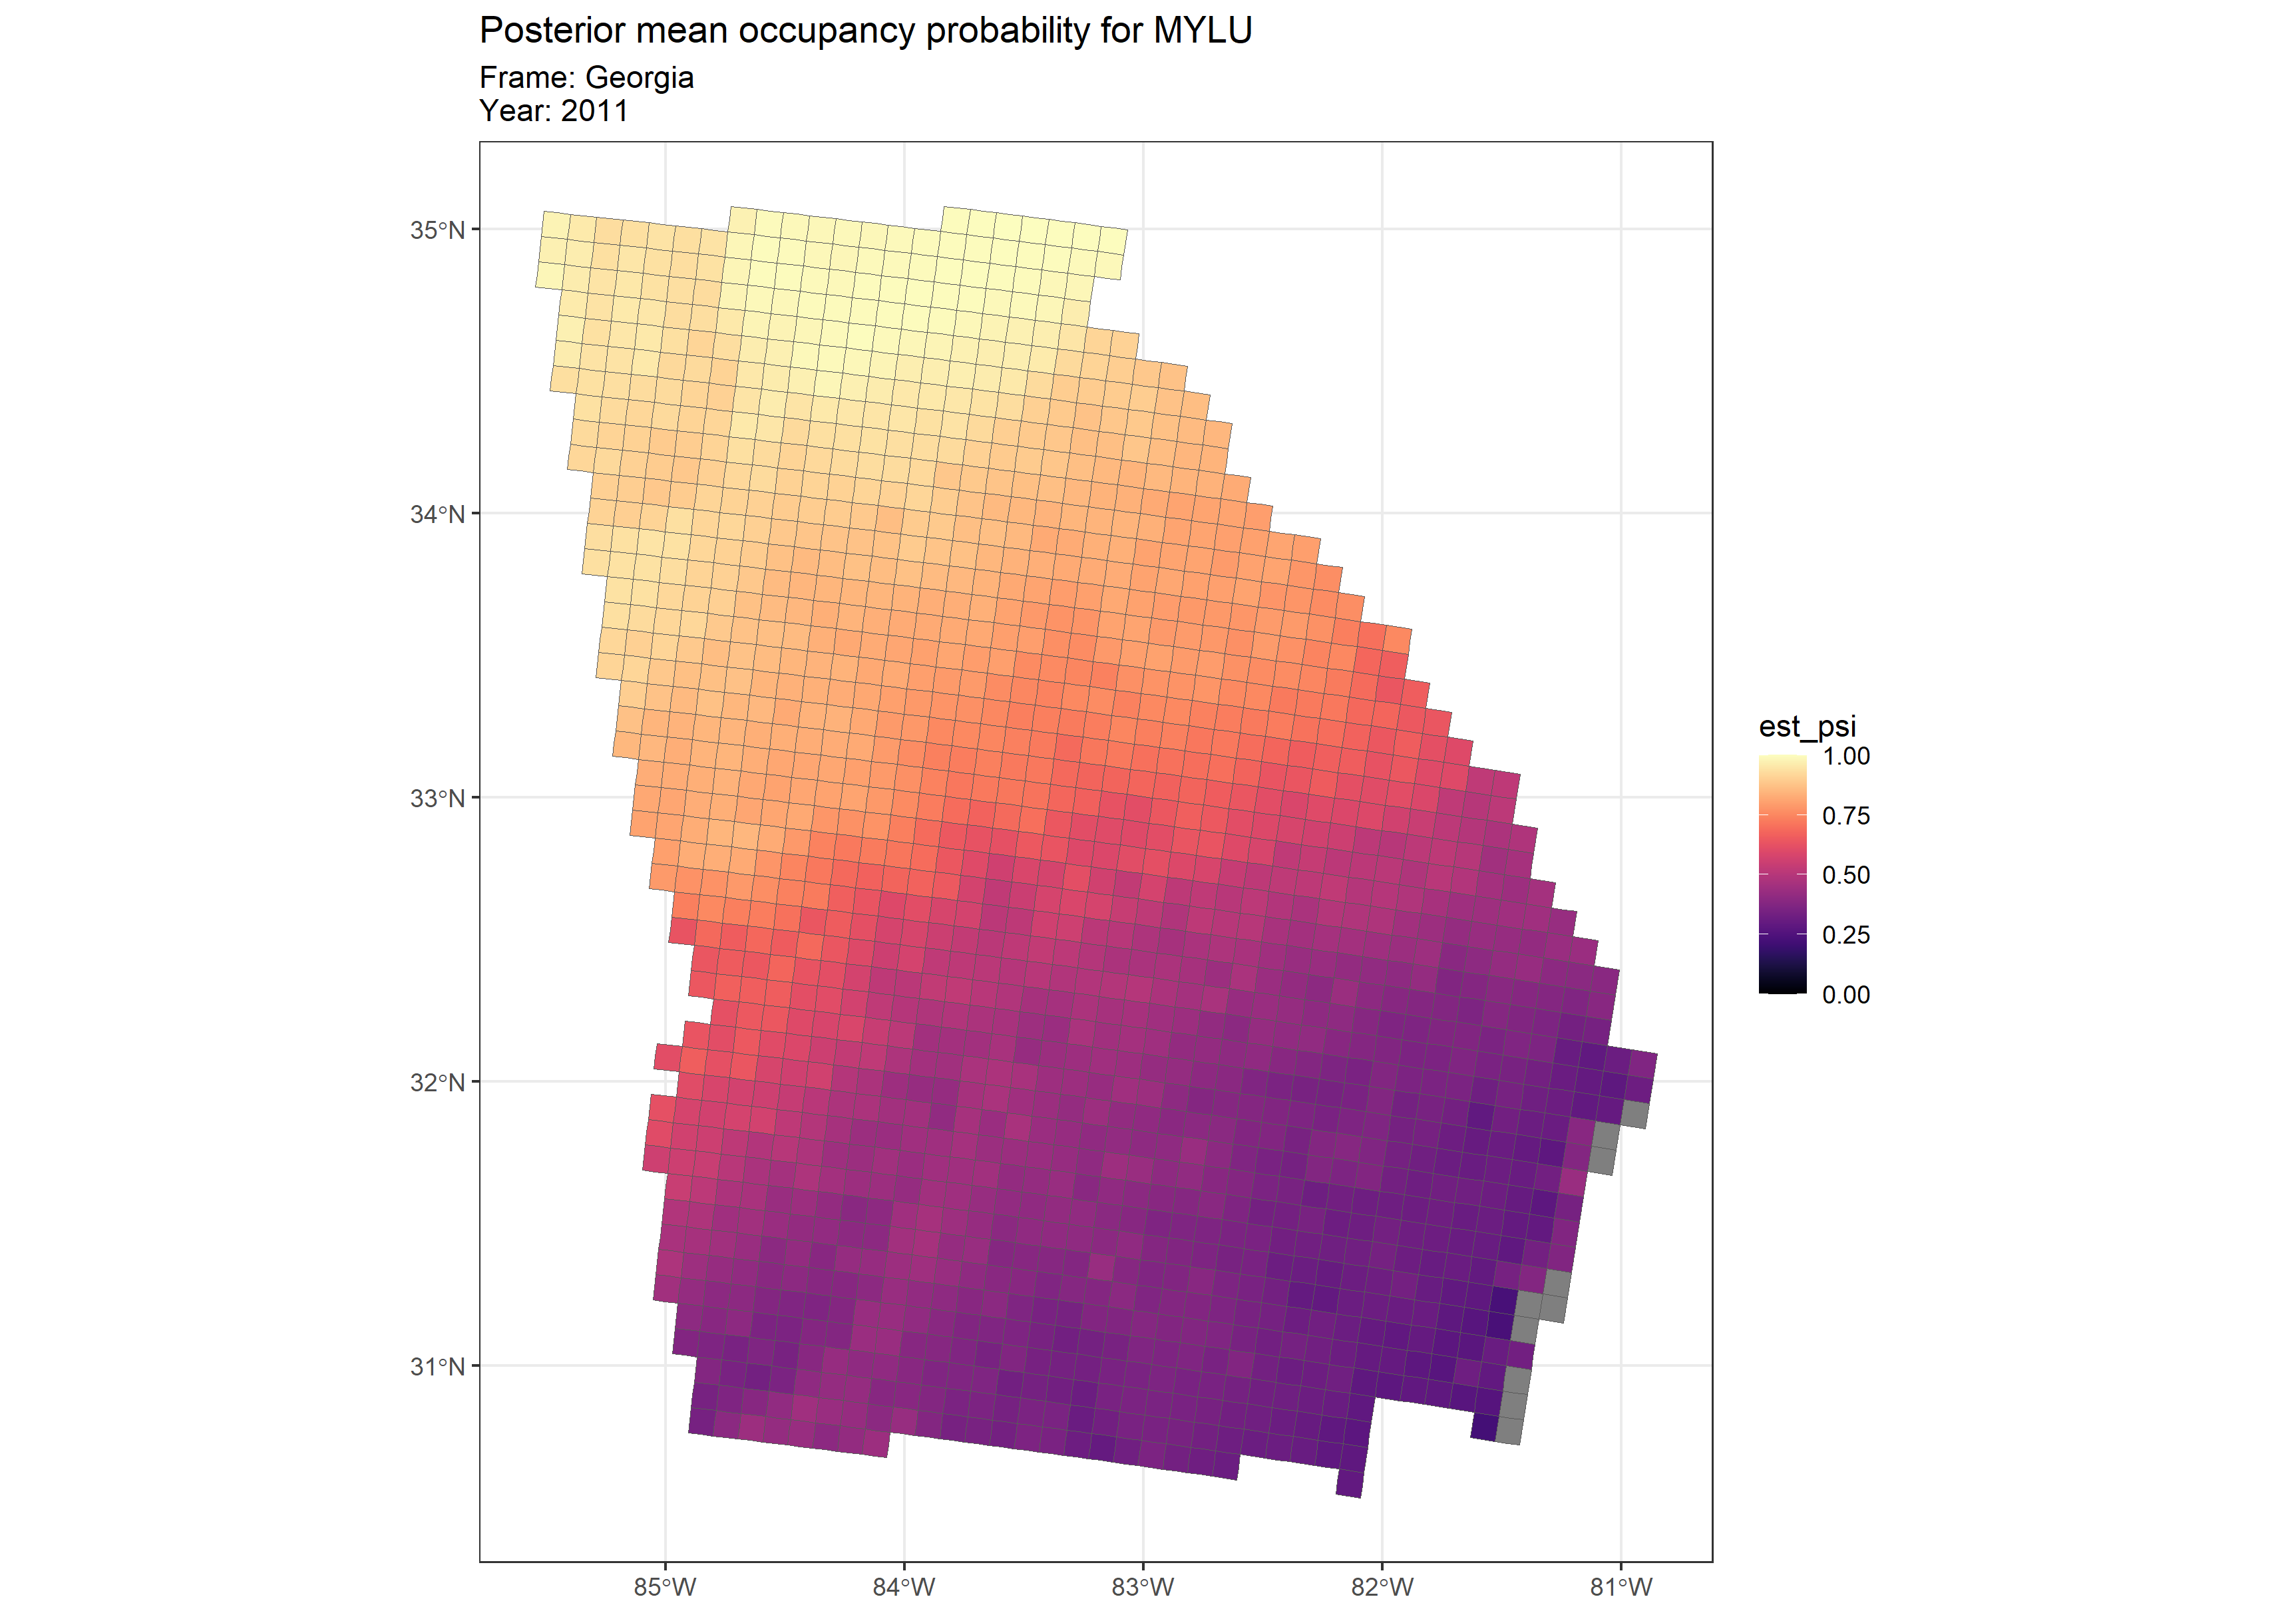 Posterior mean occupancy probability for MYLU
Frame: Georgia
Year: 2011
35°N
34°N
33°N
32°N
31°N
85°W
84°W
83°W
82°W
81°W
est_psi
1.00
0.75
0.50
0.25
0.00